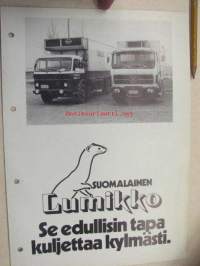 SUOMALAINEN
Lumikko
Se edullisin tapa
kuljettaa kylmästi.